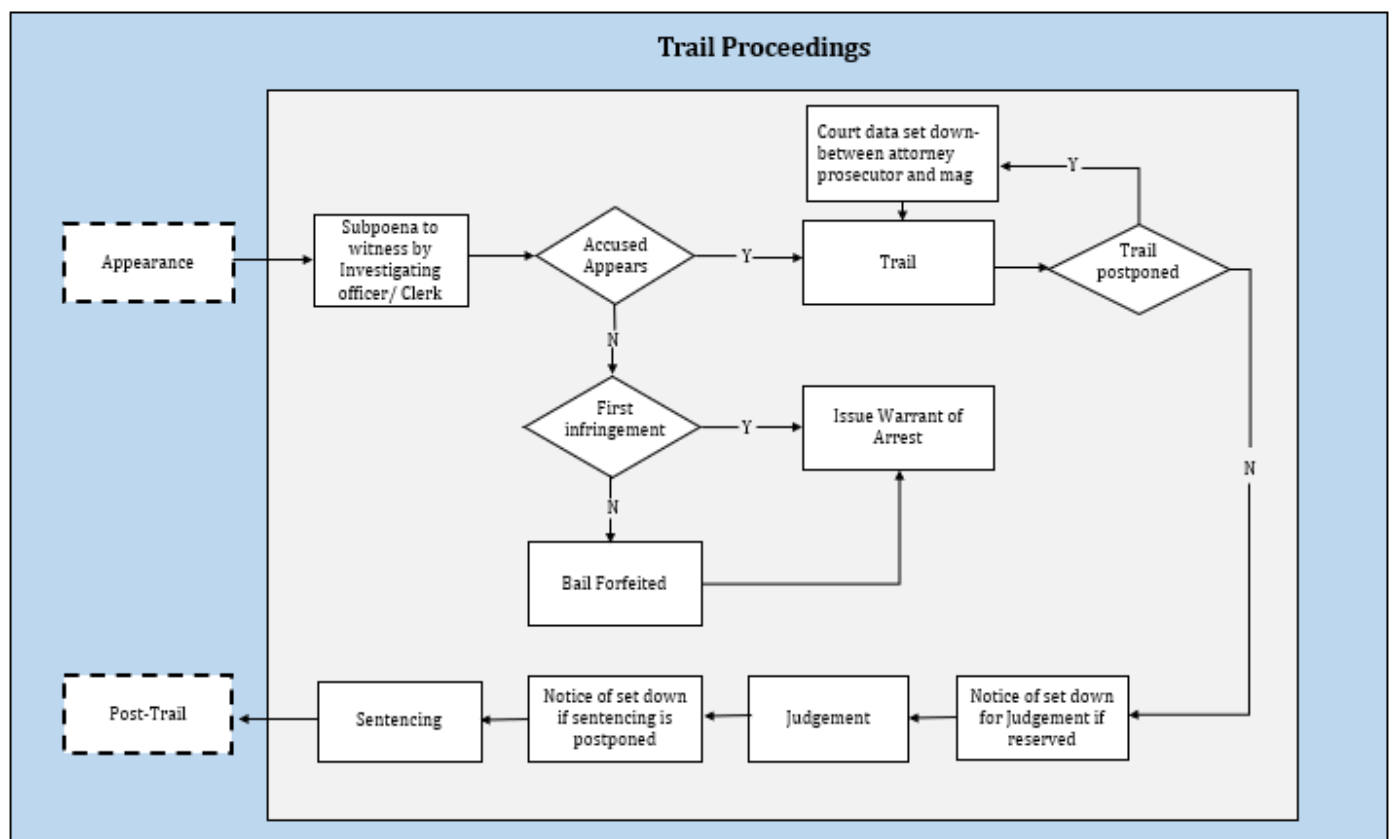 Trail Proceedings
Court data set down-
between attorney
prosecutor and mag
Y
Appearance
Subpoena to
witness by
Investigating
officer/ Clerk
Accused
Appears
Y
Trail
Trail
postponed
N
First
infringement
Y
Issue Warrant of
Arrest
N
N
Bail Forfeited
Post-Trail
Sentencing
Notice of set down
if sentencing is
postponed
Judgement
Notice of set down
for Judgement if
reserved